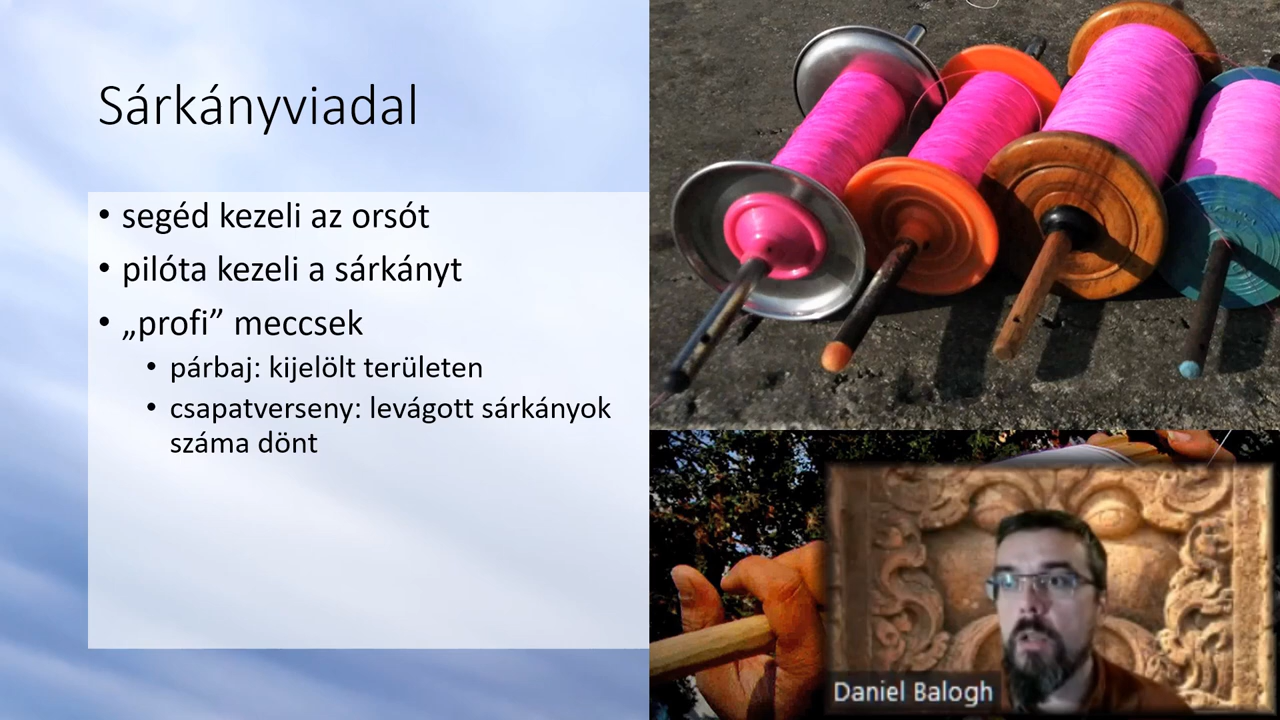 Sárkányviadal
• segéd kezeli az orsót
• pilóta kezeli a sárkányt
• „profi” meccsek
• párbaj: kijelölt területen
• csapatverseny: levágott sárkányok
száma dönt
Daniel Balogh